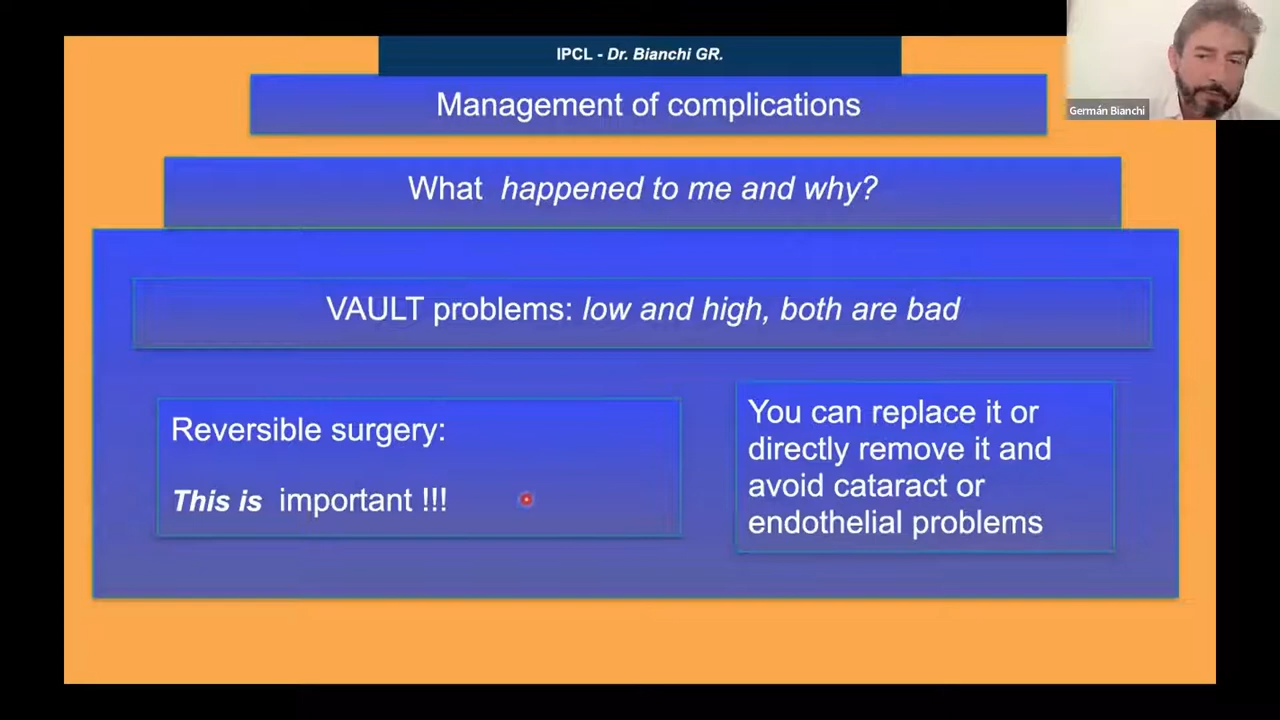 IPCL - Dr. Bianchi GR.
Management of complications
Germán Bianchi
What happened to me and why?
VAULT problems: low and high, both are bad
Reversible surgery:
This is important !!!
You can replace it or
directly remove it and
avoid cataract or
endothelial problems